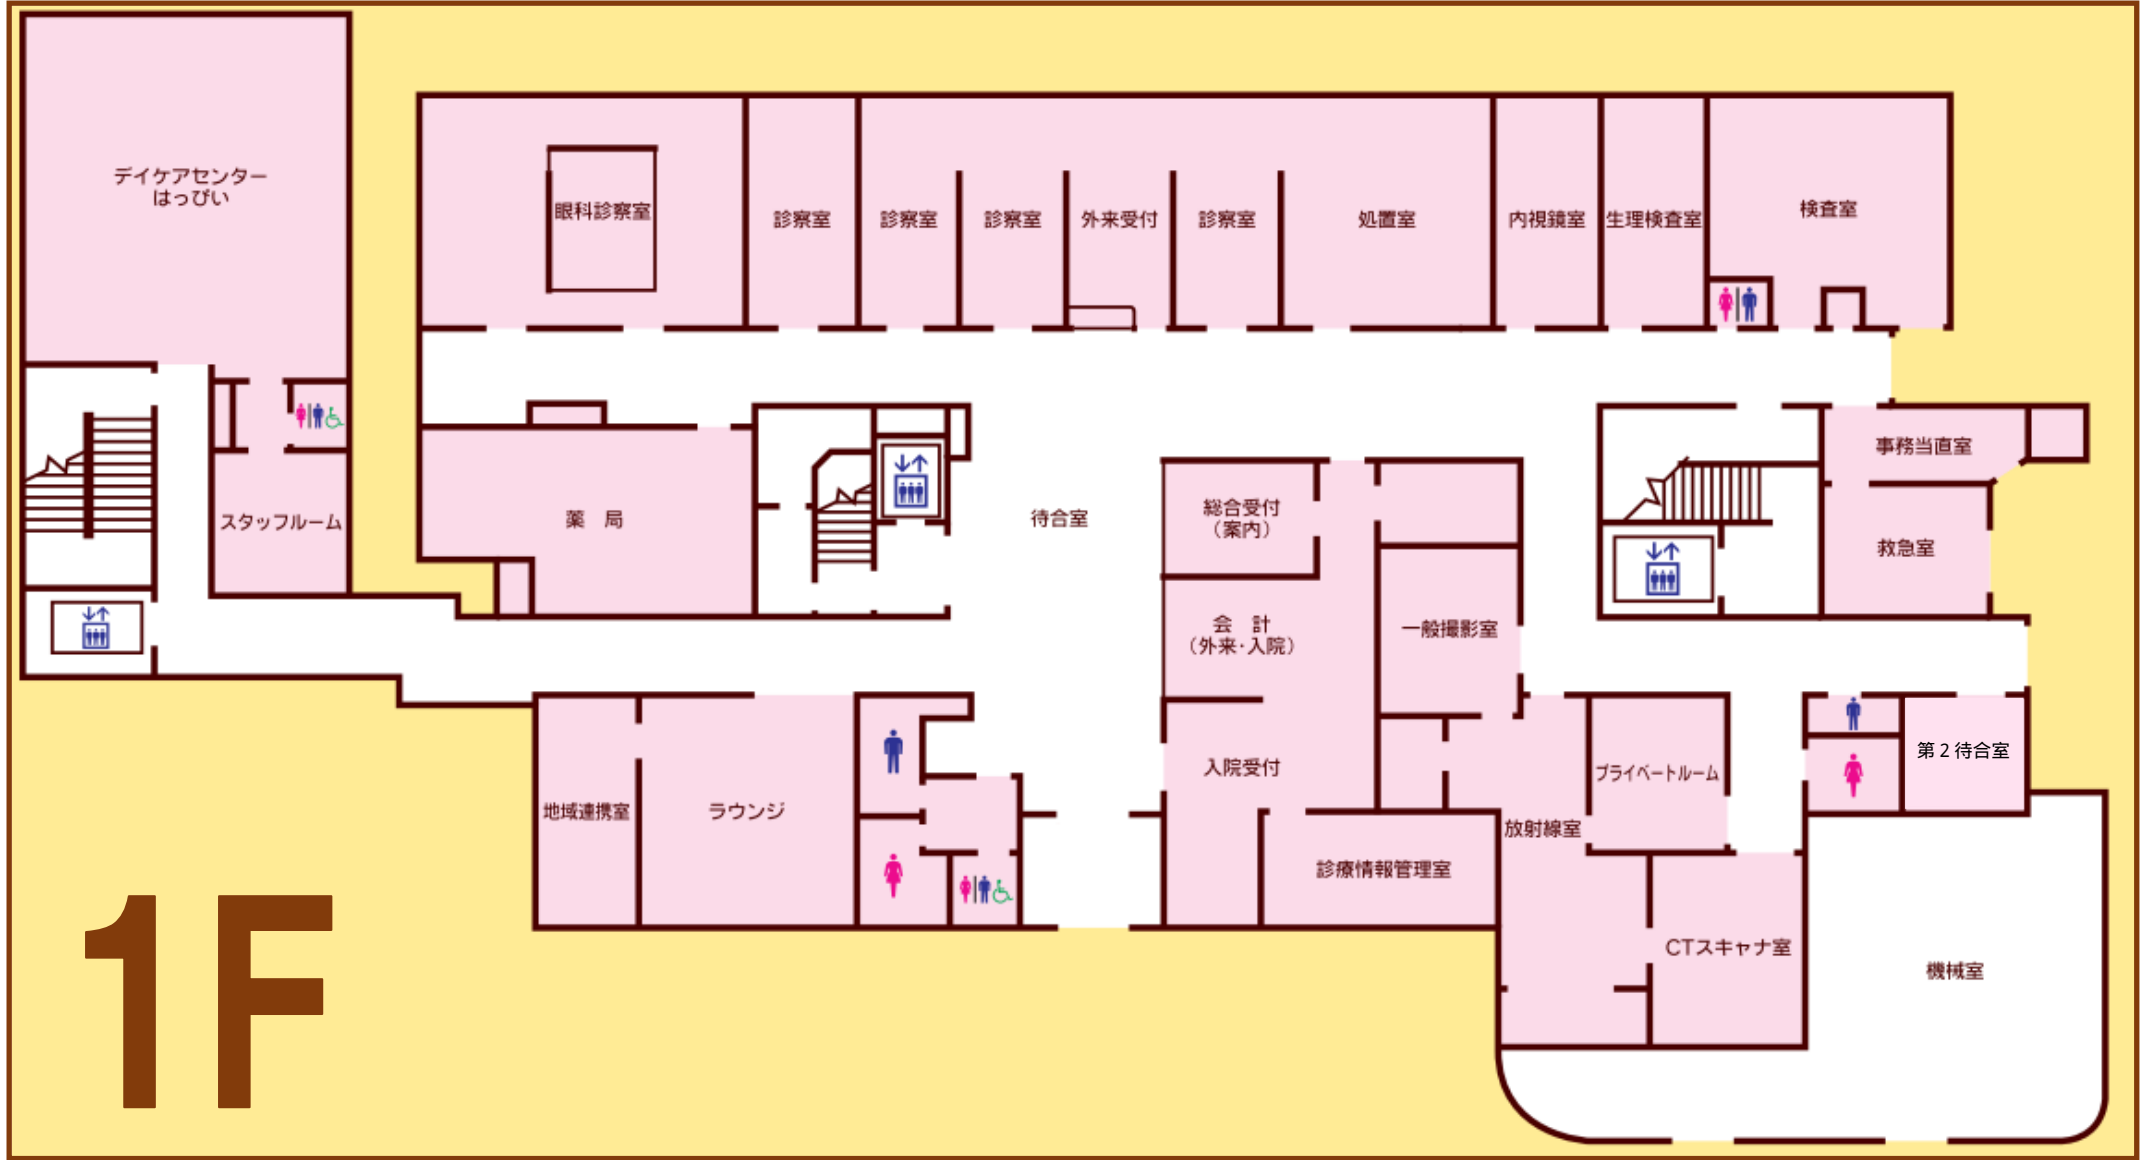 デイケアセンター
はっぴい
眼科診察室
診察室
診察室
診察室
外来受付
診察室
処置室
内視鏡室
生理検査室
検査室
スタッフルーム
薬　局
待合室
総合受付
（案内）
会　計
（外来・入院）
一般撮影室
事務当直室
救急室
入院受付
地域連携室
ラウンジ
診療情報管理室
放射線室
プライベートルーム
第２待合室
CTスキャナ室
機械室
1F